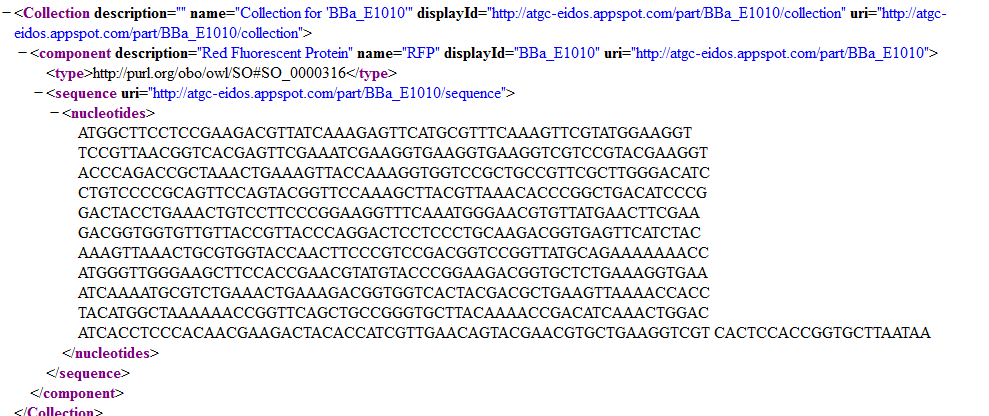 − <Collection description="" name="Collection for 'BBa_E1010'" displayId="http://atgc-eidos.appspot.com/part/BBa_E1010/collection" uri="http://atgc-
eidos.appspot.com/part/BBa_E1010/collection">
− <component description="Red Fluorescent Protein" name="RFP" displayId="BBa_E1010" uri="http://atgc-eidos.appspot.com/part/BBa_E1010">
<type>http://purl.org/obo/owl/SO#SO_0000316</type>
− <sequence uri="http://atgc-eidos.appspot.com/part/BBa_E1010/sequence">
− <nucleotides>
ATGGCTTCCTCCGAAGACGTTATCAAAGAGTTCATGCGTTTCAAAGTTCGTATGGAAGGT
TCCGTTAACGGTCACGAGTTCGAAATCGAAGGTGAAGGTGAAGGTCGTCCGTACGAAGGT
ACCCAGACCGCTAAACTGAAAGTTACCAAAGGTGGTCCGCTGCCGTTCGCTTGGGACATC
CTGTCCCCGCAGTTCCAGTACGGTTCCAAAGCTTACGTTAAACACCCGGCTGACATCCCG
GACTACCTGAAACTGTCCTTCCCGGAAGGTTTCAAATGGGAACGTGTTATGAACTTCGAA
GACGGTGGTGTTGTTACCGTTACCCAGGACTCCTCCCTGCAAGACGGTGAGTTCATCTAC
AAAGTTAAACTGCGTGGTACCAACTTCCCGTCCGACGGTCCGGTTATGCAGAAAAAAACC
ATGGGTTGGGAAGCTTCCACCGAACGTATGTACCCGGAAGACGGTGCTCTGAAAGGTGAA
ATCAAAATGCGTCTGAAACTGAAAGACGGTGGTCACTACGACGCTGAAGTTAAAACCACC
TACATGGCTAAAAAACCGGTTCAGCTGCCGGGTGCTTACAAAACCGACATCAAACTGGAC
ATCACCTCCCACAACGAAGACTACACCATCGTTGAACAGTACGAACGTGCTGAAGGTCGT CACTCCACCGGTGCTTAATAA
</nucleotides>
</sequence>
</component>
</Collection>